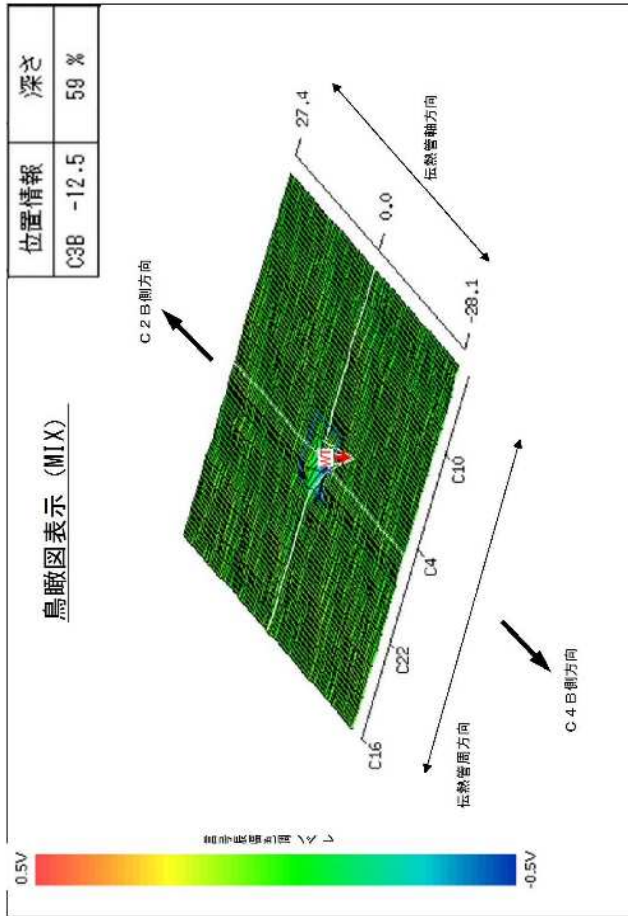 鳥瞰図表示 (MIX)
位置情報
深さ
C3B -12.5
59 %
C2B側方向
27.4
0.0
-28.1
伝熱管軸方向
WT
C10
C4
C22
C16
伝熱管周方向
C4B側方向
0.5V
-0.5V